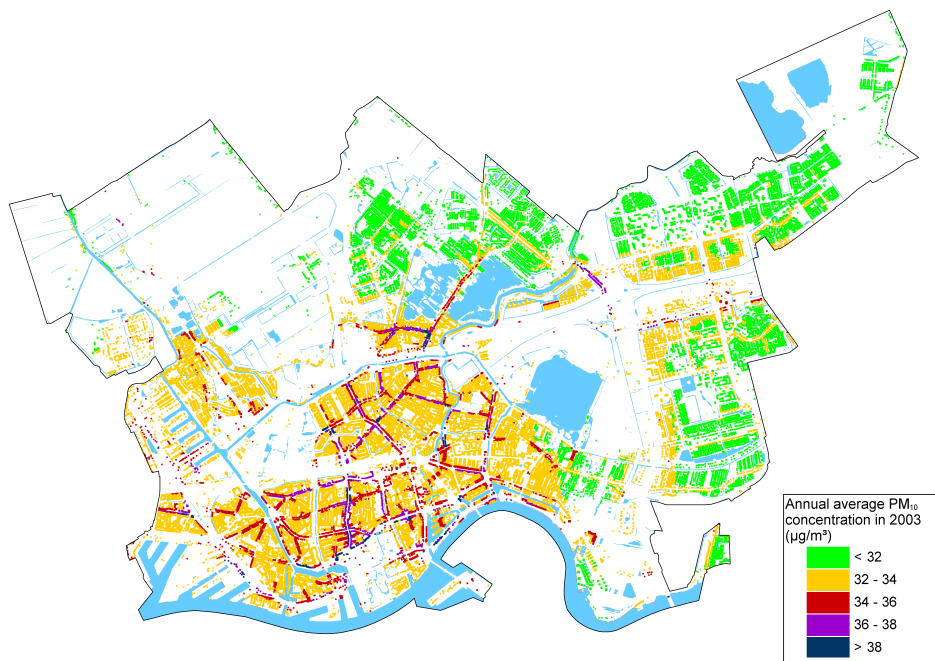 Annual average PM₁₀
concentration in 2003
(µg/m³)
< 32
32 - 34
34 - 36
36 - 38
> 38